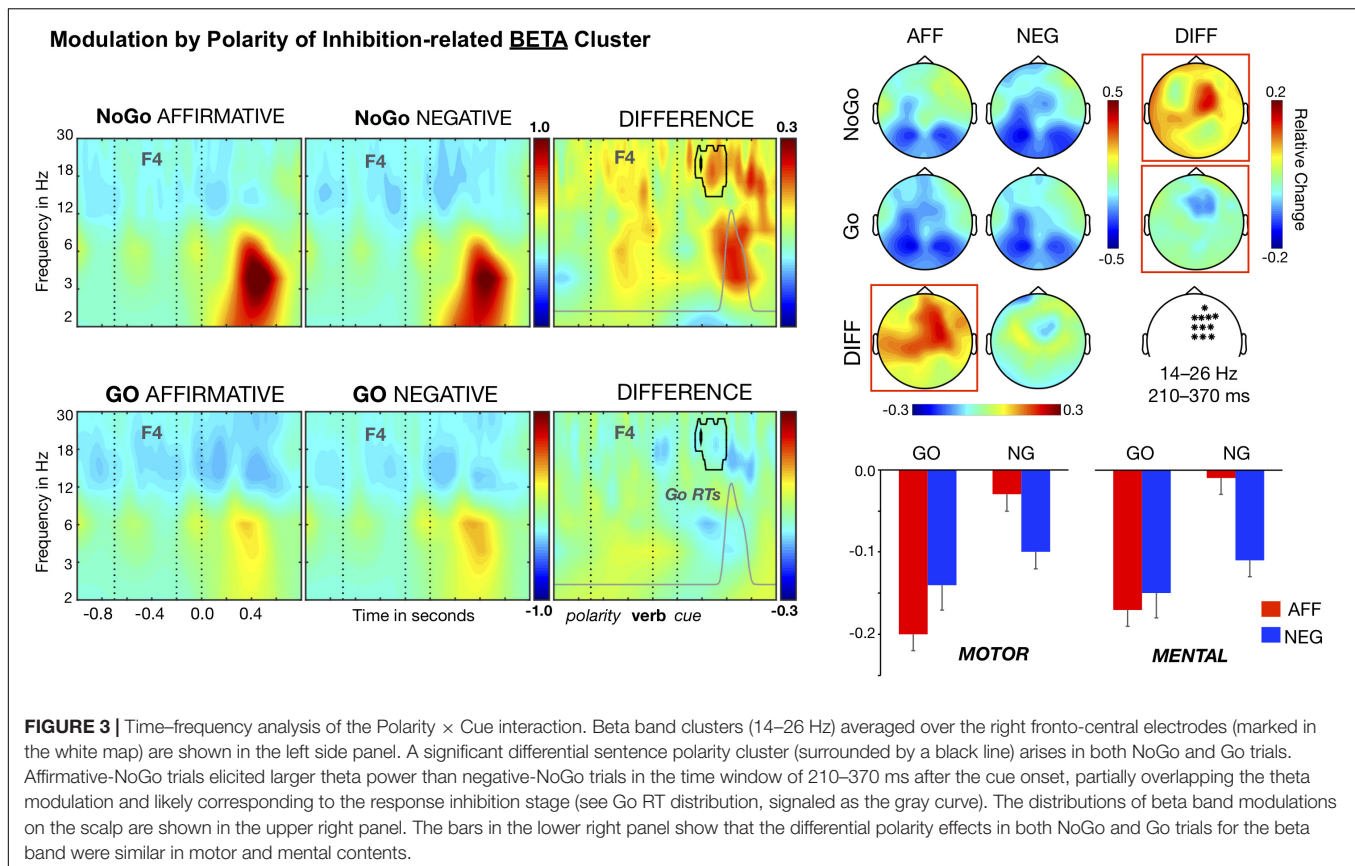 Modulation by Polarity of Inhibition-related BETA Cluster
NoGo AFFIRMATIVE
NoGo NEGATIVE
DIFFERENCE
1.0
0.3
Frequency in Hz
30
18
12
6
3
2
F4
F4
F4
GO AFFIRMATIVE
GO NEGATIVE
DIFFERENCE
Frequency in Hz
30
18
12
6
3
2
F4
F4
F4
Go RTs
-0.8
-0.4
0.0
0.4
Time in seconds
-1.0
polarity verb cue
-0.3
AFF
NEG
DIFF
NoGo
Go
DIFF
0.5
-0.5
0.2
-0.2
Relative Change
-0.3
0.3
14–26 Hz
210–370 ms
GO
NG
GO
NG
0.0
-0.1
-0.2
MOTOR
MENTAL
AFF
NEG
FIGURE 3 | Time–frequency analysis of the Polarity × Cue interaction. Beta band clusters (14–26 Hz) averaged over the right fronto-central electrodes (marked in
the white map) are shown in the left side panel. A significant differential sentence polarity cluster (surrounded by a black line) arises in both NoGo and Go trials.
Affirmative-NoGo trials elicited larger theta power than negative-NoGo trials in the time window of 210–370 ms after the cue onset, partially overlapping the theta
modulation and likely corresponding to the response inhibition stage (see Go RT distribution, signaled as the gray curve). The distributions of beta band modulations
on the scalp are shown in the upper right panel. The bars in the lower right panel show that the differential polarity effects in both NoGo and Go trials for the beta
band were similar in motor and mental contents.